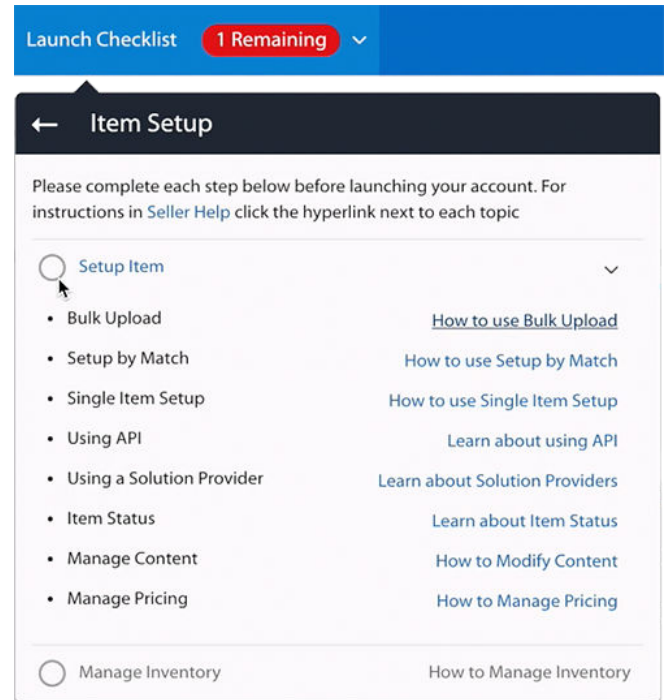 Launch Checklist 1 Remaining
Item Setup
Please complete each step below before launching your account. For
instructions in Seller Help click the hyperlink next to each topic
Setup Item
• Bulk Upload How to use Bulk Upload
• Setup by Match How to use Setup by Match
• Single Item Setup How to use Single Item Setup
• Using API Learn about using API
• Using a Solution Provider Learn about Solution Providers
• Item Status Learn about Item Status
• Manage Content How to Modify Content
• Manage Pricing How to Manage Pricing
Manage Inventory How to Manage Inventory